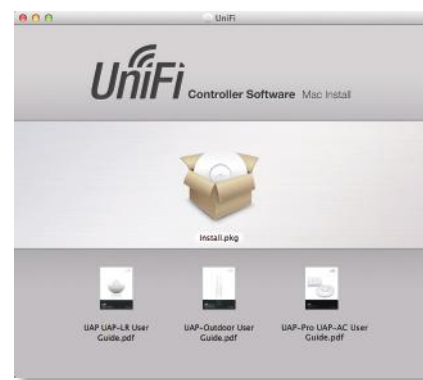 UniFi
UniFi Controller Software Mac Install
Install.pkg
UAP UAP-LR User
Guide.pdf
UAP-Outdoor User
Guide.pdf
UAP-Pro UAP-AC User
Guide.pdf